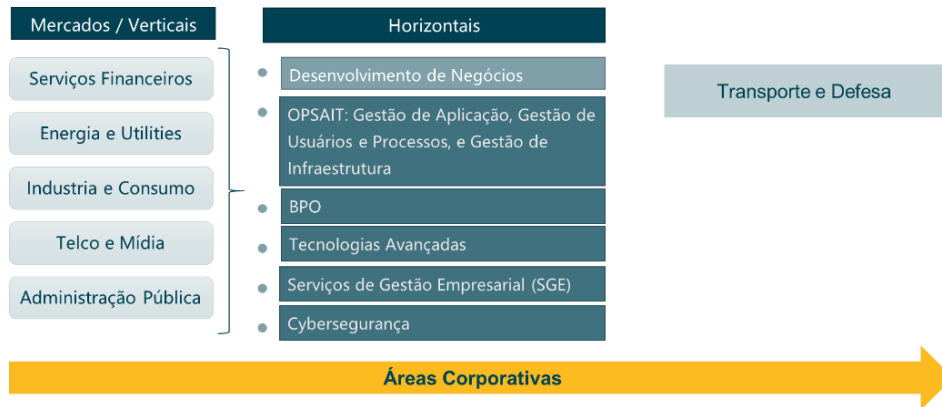 Mercados / Verticais
Serviços Financeiros
Energia e Utilities
Industria e Consumo
Telco e Mídia
Administração Pública
Horizontais
Desenvolvimento de Negócios
OPSAIT: Gestão de Aplicação, Gestão de
Usuários e Processos, e Gestão de
Infraestrutura
BPO
Tecnologias Avançadas
Serviços de Gestão Empresarial (SGE)
Cybersegurança
Transporte e Defesa
Áreas Corporativas